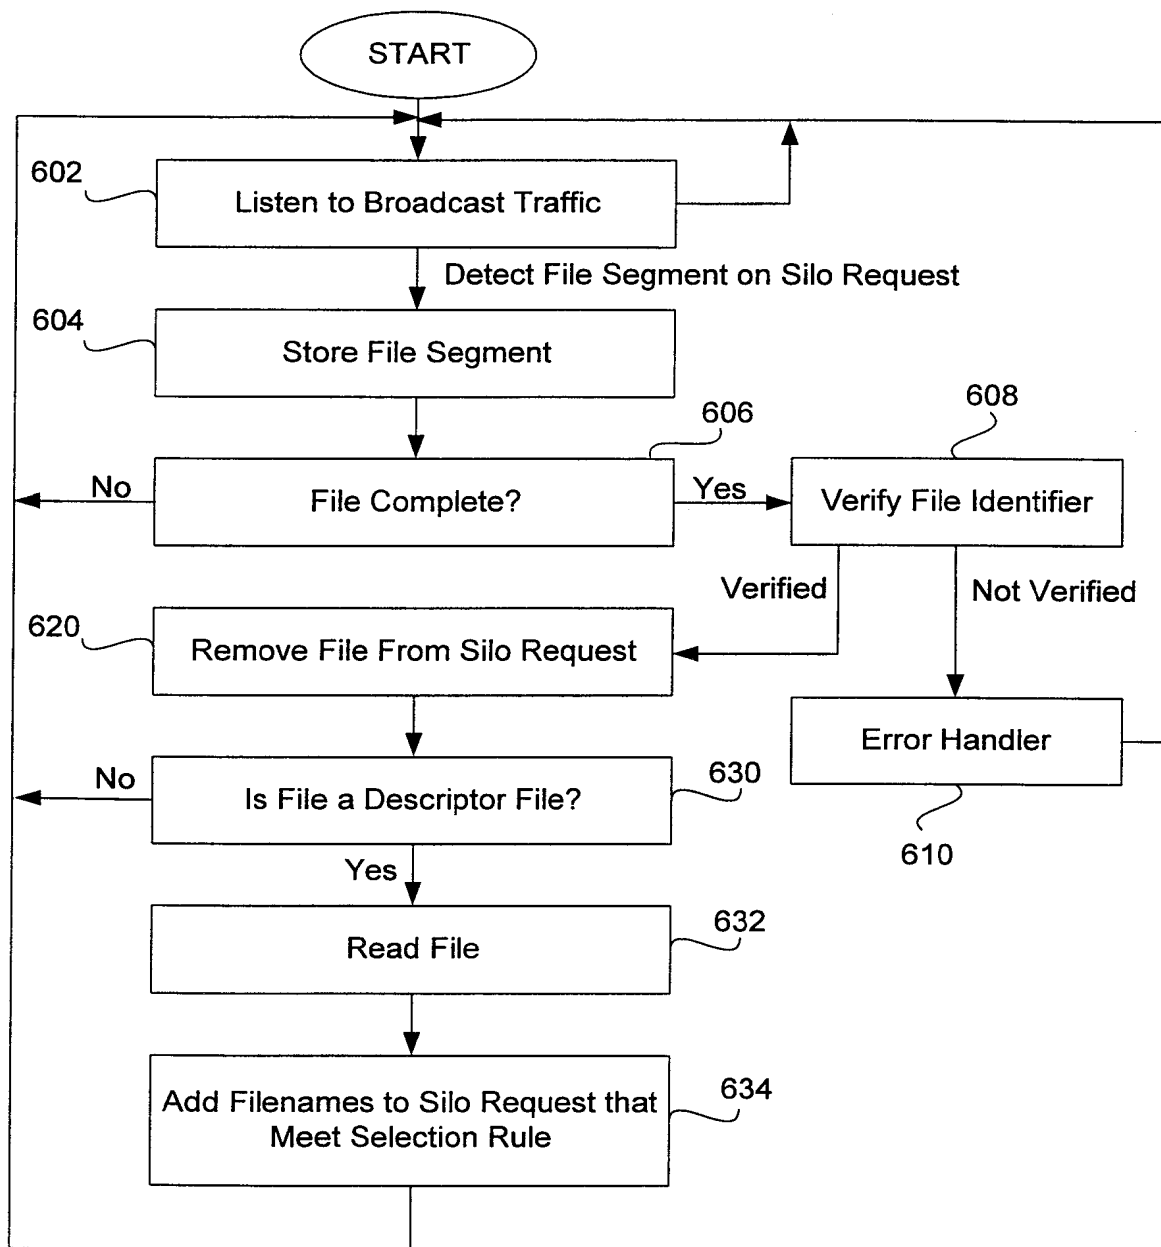 START
602
Listen to Broadcast Traffic
Detect File Segment on Silo Request
604
Store File Segment
606
608
No
File Complete?
Yes
Verify File Identifier
Verified
Not Verified
620
Remove File From Silo Request
Error Handler
610
No
Is File a Descriptor File?
630
Yes
Read File
632
Add Filenames to Silo Request that
Meet Selection Rule
634